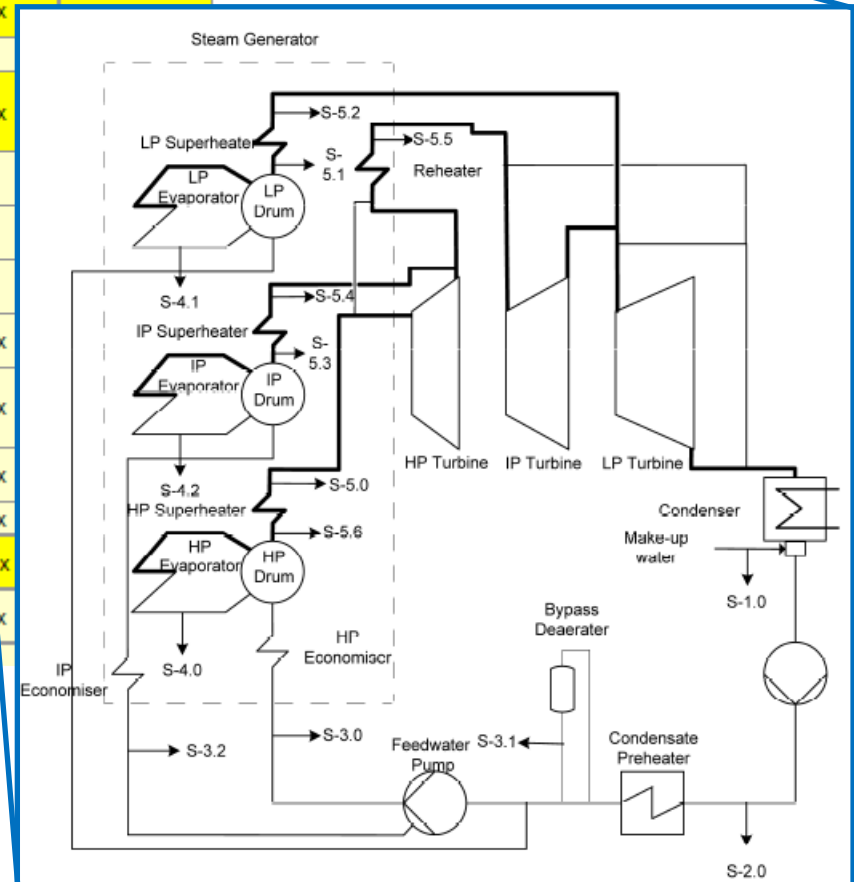 x
Steam Generator
S-5.2
S-5.5
LP Superheater
S-
5.1
Reheater
x
LP
Evaporator
LP
Drum
S-4.1
S-5.4
IP Superheater
S-
5.3
x
IP
Evaporator
IP
Drum
x
HP Turbine
IP Turbine
LP Turbine
S-4.2
S-5.0
x
HP Superheater
Condenser
x
S-5.6
Make-up
water
HP
Evaporator
HP
Drum
x
S-1.0
Bypass
Deaerater
x
HP
Economiser
S-4.0
IP
Economiser
S-3.2
S-3.0
Feedwater
Pump
S-3.1
Condensate
Preheater
S-2.0